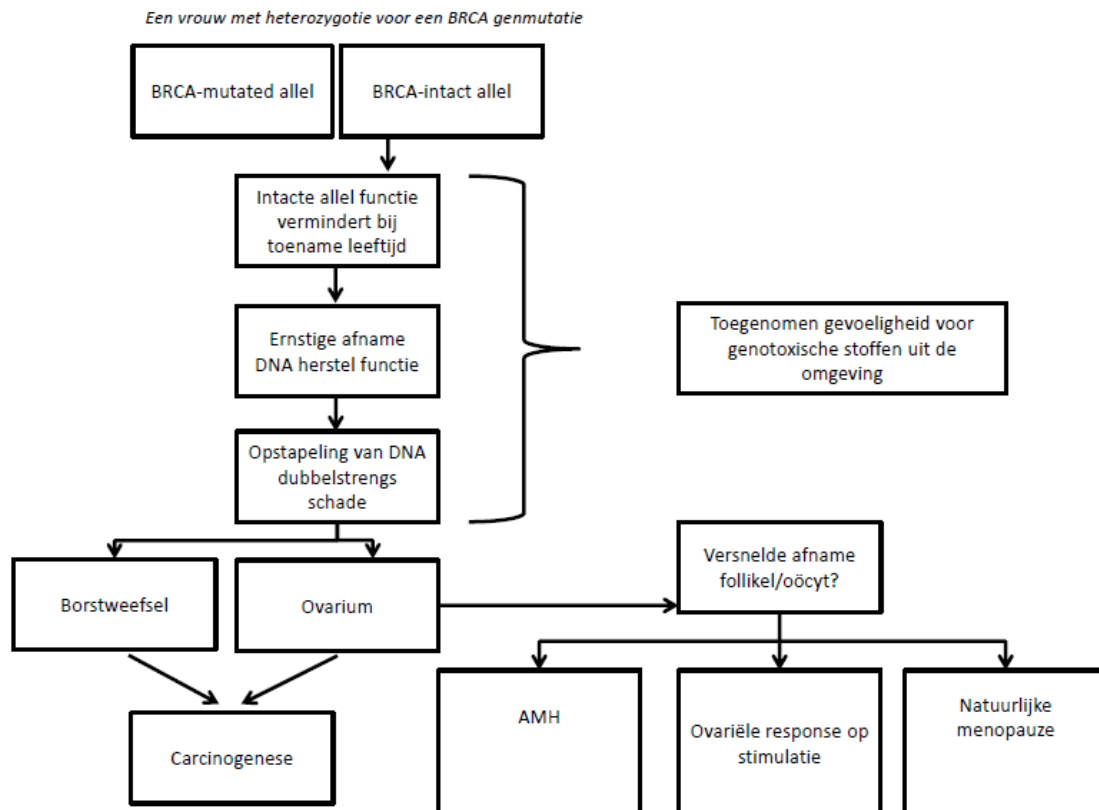 Een vrouw met heterozygotie voor een BRCA genmutatie
BRCA-mutated allel
BRCA-intact allel
Intacte allel functie
vermindert bij
toename leeftijd
Ernstige afname
DNA herstel functie
Toegenomen gevoeligheid voor
genotoxische stoffen uit de
omgeving
Opstapeling van DNA
dubbelstrengs
schade
Borstweefsel
Ovarium
Versnelde afname
follikel/oöcyt?
Carcinogenese
AMH
Ovariële response op
stimulatie
Natuurlijke
menopauze